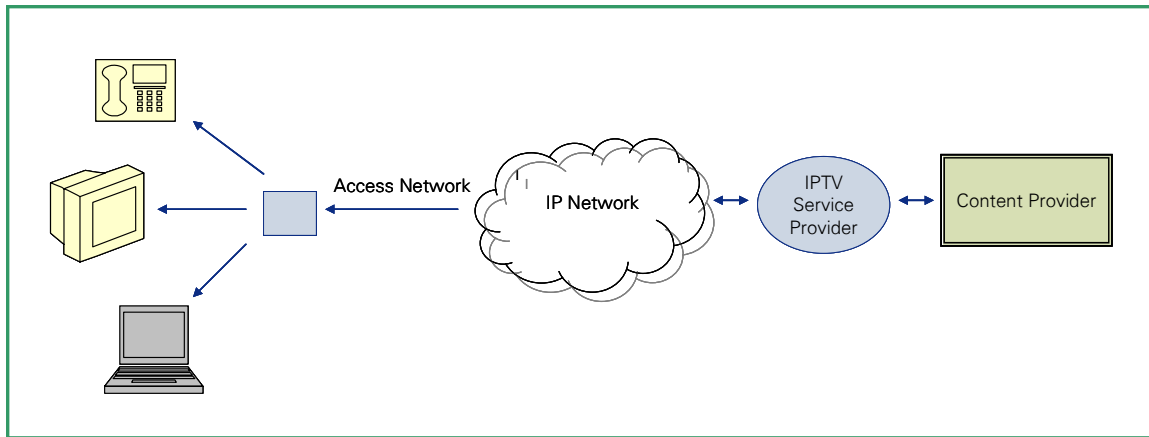 Access Network
IP Network
IPTV
Service
Provider
Content Provider